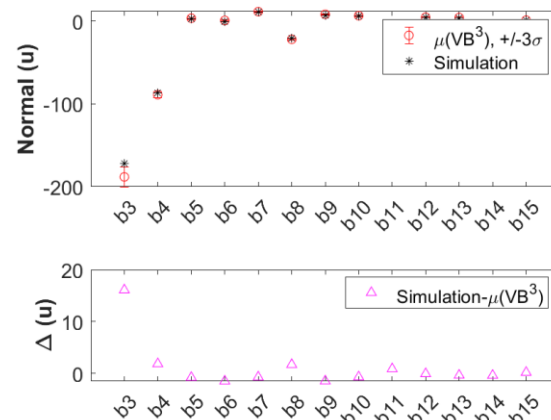 0
-100
-200
Normal (u)
μ(VB³), +/-3σ
Simulation
b3 b4 b5 b6 b7 b8 b9 b10 b11 b12 b13 b14 b15
20
10
0
Δ (u)
Simulation-μ(VB³)
b3 b4 b5 b6 b7 b8 b9 b10 b11 b12 b13 b14 b15